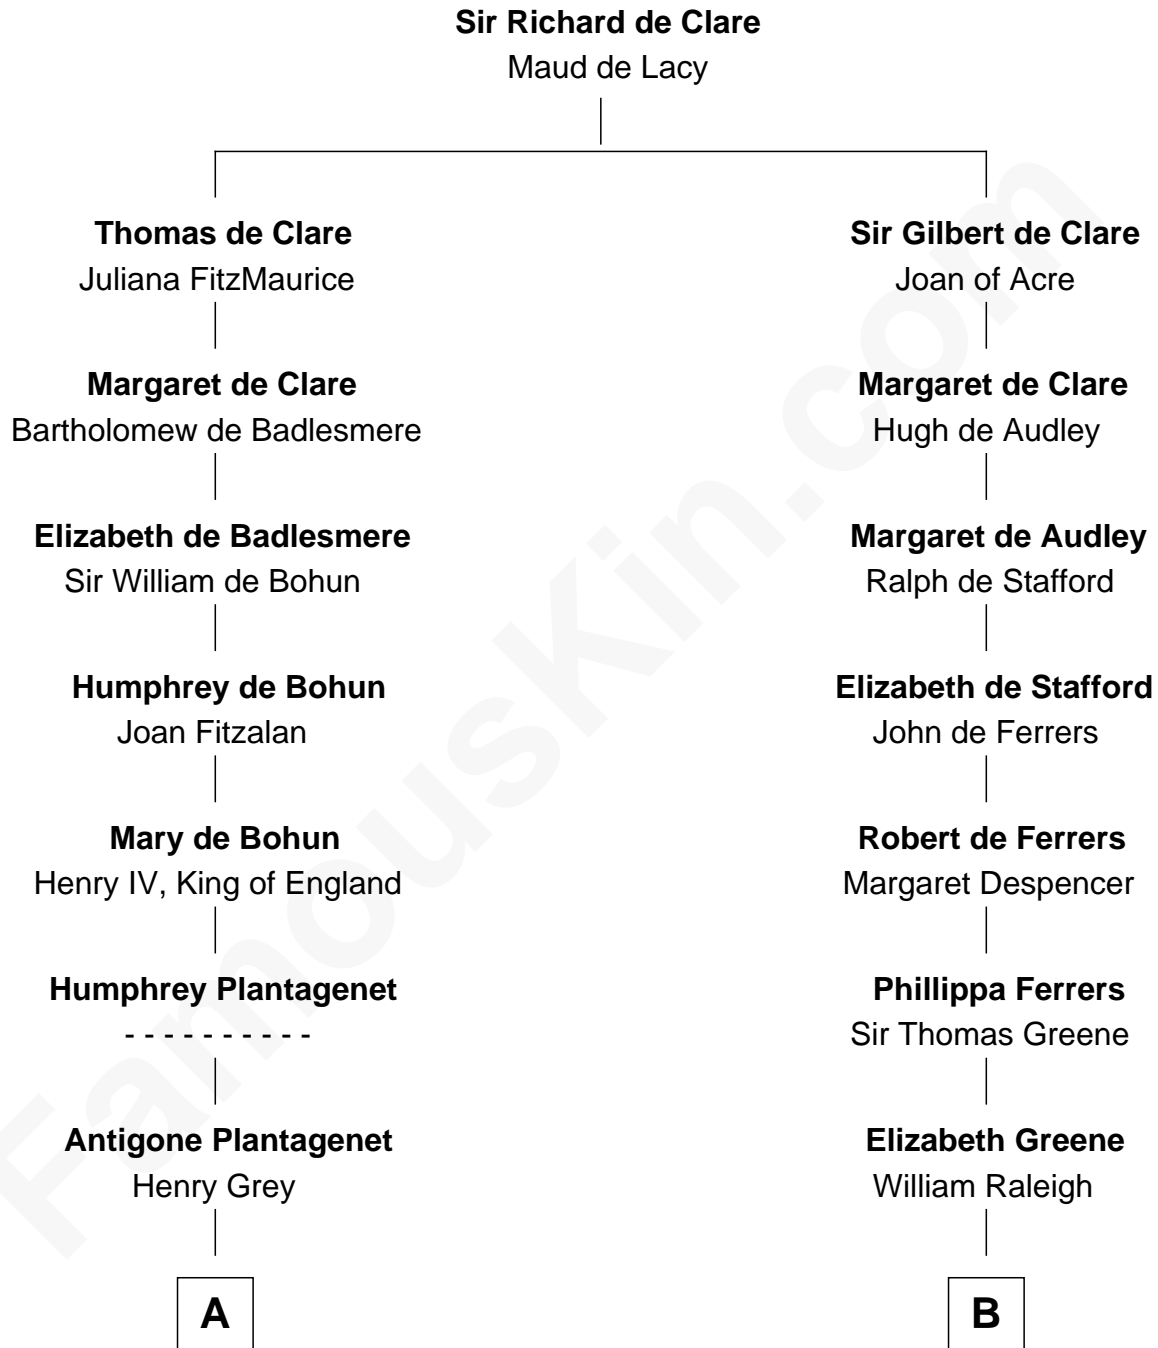 Sir Richard de Clare
Maud de Lacy
Thomas de Clare
Juliana FitzMaurice
Margaret de Clare
Bartholomew de Badlesmere
Elizabeth de Badlesmere
Sir William de Bohun
Humphrey de Bohun
Joan Fitzalan
Mary de Bohun
Henry IV, King of England
Humphrey Plantagenet
- - - - - - - - - -
Antigone Plantagenet
Henry Grey
A
Sir Gilbert de Clare
Joan of Acre
Margaret de Clare
Hugh de Audley
Margaret de Audley
Ralph de Stafford
Elizabeth de Stafford
John de Ferrers
Robert de Ferrers
Margaret Despencer
Phillippa Ferrers
Sir Thomas Greene
Elizabeth Greene
William Raleigh
B
FamousKin.com